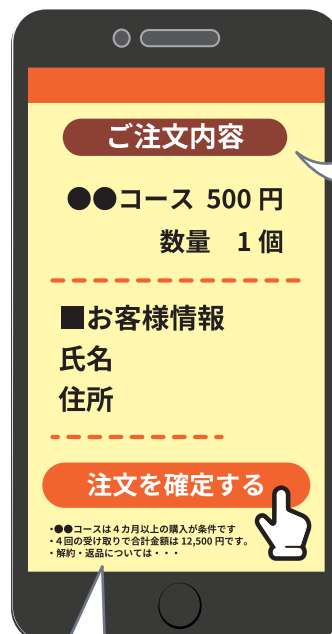 ご注文内容
●●コース 500 円
数量 1 個
■お客様情報
氏名
住所
注文を確定する
・●●コースは４カ月以上の購入が条件です
・４回の受け取りで合計金額は 12,500 円です。
・解約・返品については・・・